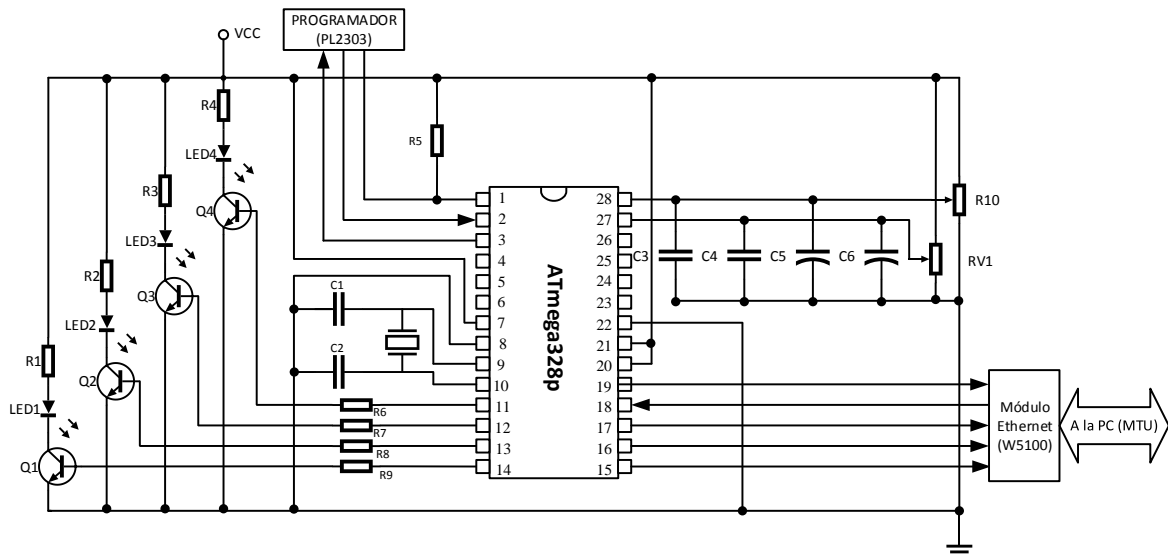 PROGRAMADOR
(PL2303)
VCC
R4
LED4
R5
R3
Q4
LED3
R2
Q3
LED2
R1
Q2
LED1
Q1
C1
C2
R6
R7
R8
R9
1
2
3
4
5
6
7
8
9
10
11
12
13
14
ATmega328p
28
27
26
25
24
23
22
21
20
19
18
17
16
15
C3
C4
C5
C6
R10
RV1
Módulo
Ethernet
(W5100)
A la PC (MTU)